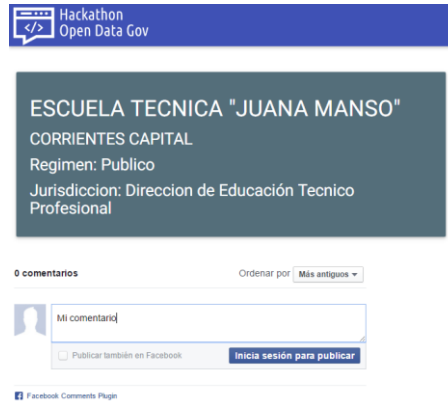 Hackathon
Open Data Gov
ESCUELA TECNICA "JUANA MANSO"
CORRIENTES CAPITAL
Regimen: Publico
Jurisdiccion: Direccion de Educación Tecnico
Profesional
0 comentarios
Ordenar por Más antiguos
Mi comentario
Publicar también en Facebook
Inicia sesión para publicar
Facebook Comments Plugin